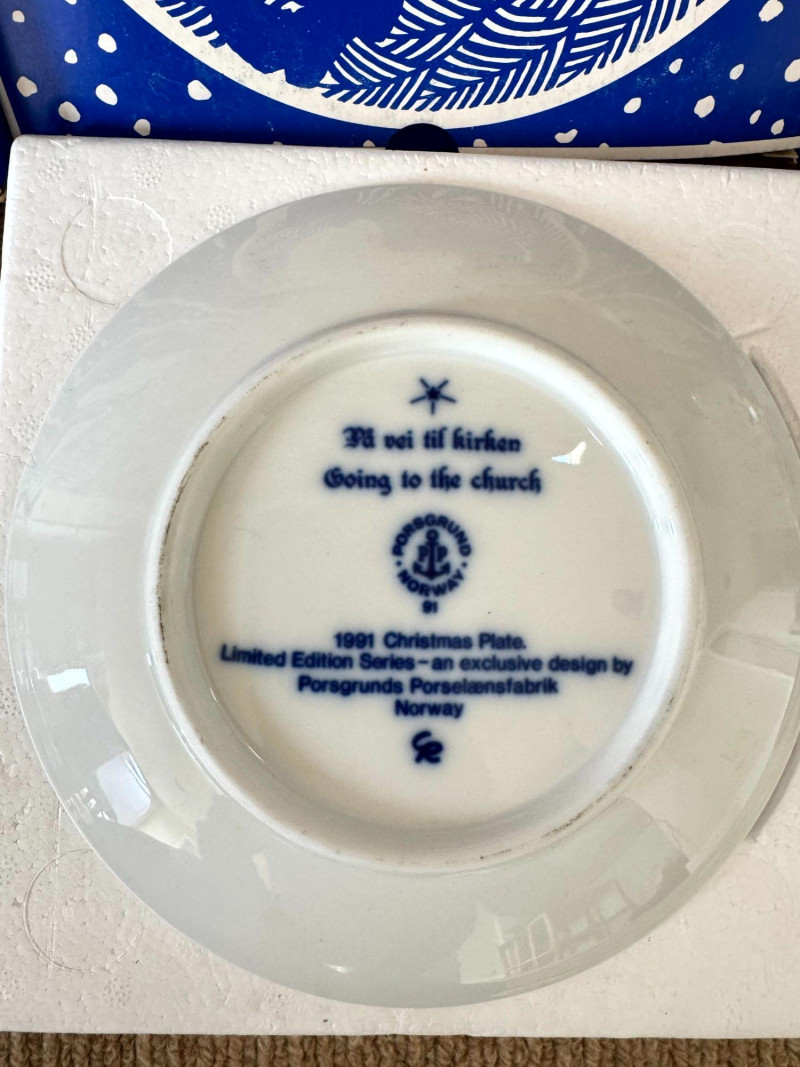 På vei til kirken
Going to the church
PORSGRUND
PP
· NORWAY ·
91
1991 Christmas Plate.
Limited Edition Series – an exclusive design by
Porsgrunds Porselænsfabrik
Norway